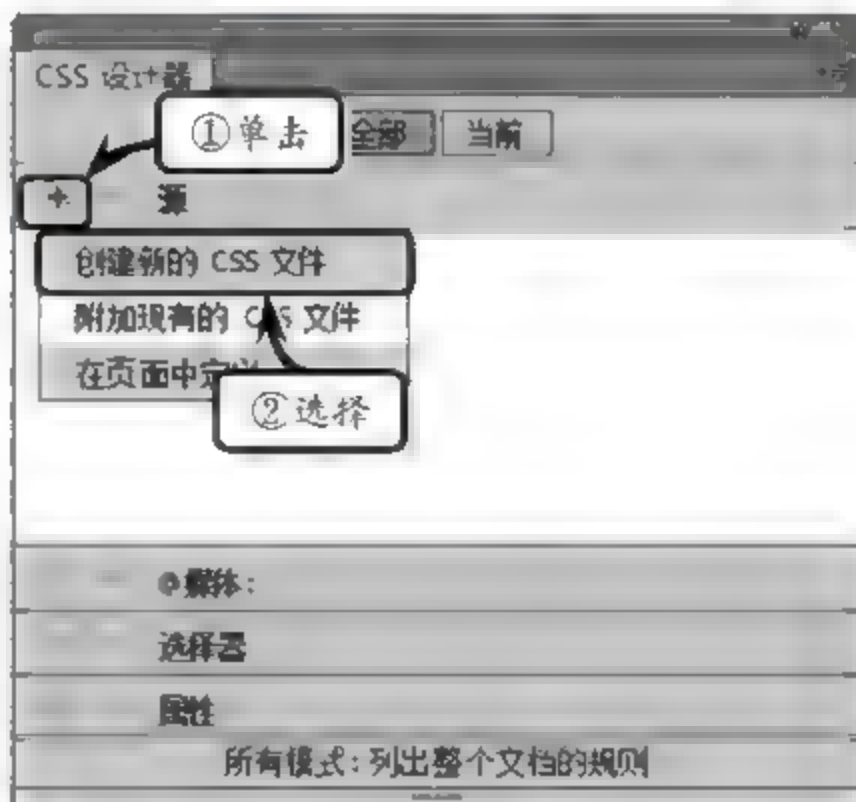 CSS 设计器
①单击 全部 当前
+ 源
创建新的 CSS 文件
附加现有的 CSS 文件
在页面中定义
②选择
@媒体:
选择器
属性
所有模式:列出整个文档的规则